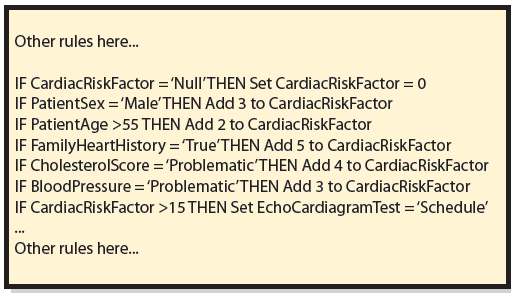 Other rules here...
IF CardiacRiskFactor = ‘Null’ THEN Set CardiacRiskFactor = 0
IF PatientSex = ‘Male’ THEN Add 3 to CardiacRiskFactor
IF PatientAge >55 THEN Add 2 to CardiacRiskFactor
IF FamilyHeartHistory = ‘True’ THEN Add 5 to CardiacRiskFactor
IF CholesterolScore = ‘Problematic’ THEN Add 4 to CardiacRiskFactor
IF BloodPressure = ‘Problematic’ THEN Add 3 to CardiacRiskFactor
IF CardiacRiskFactor >15 THEN Set EchoCardiagramTest = ‘Schedule’
...
Other rules here...